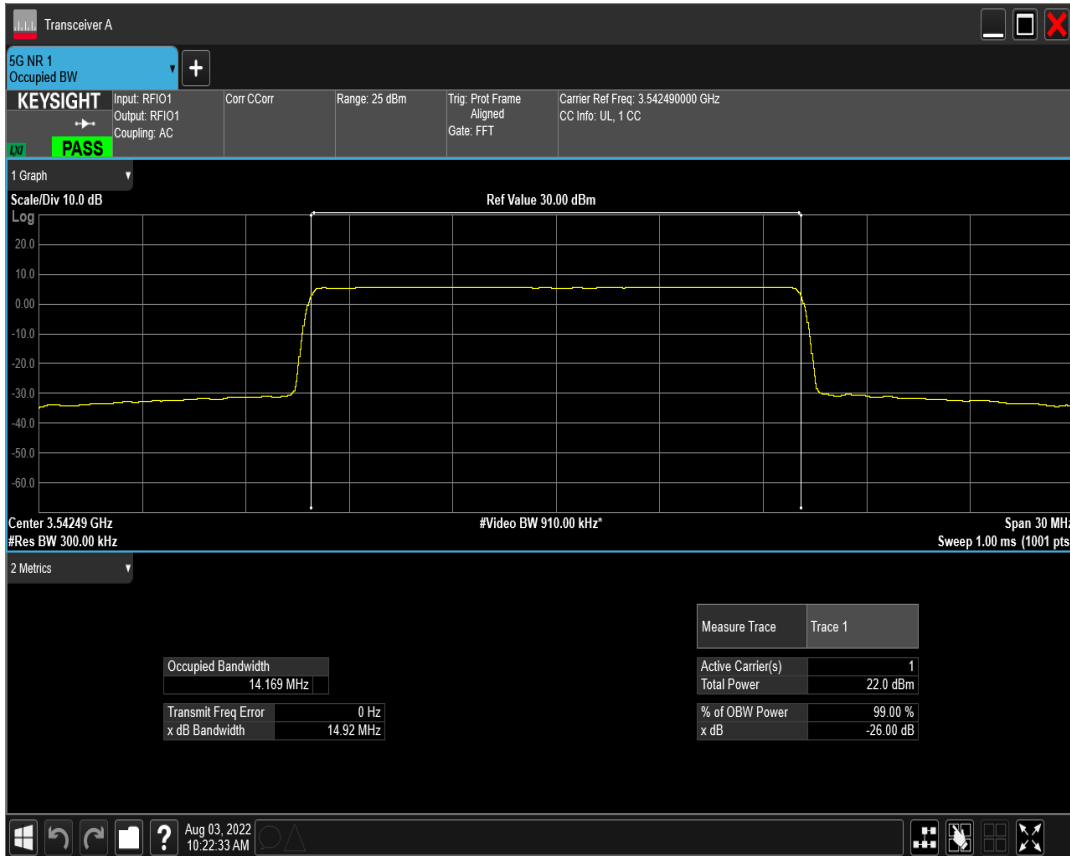 Transceiver A
5G NR 1
Occupied BW
+
KEYSIGHT
LXI
PASS
Input: RFIO1
Output: RFIO1
Coupling: AC
Corr CCorr
Range: 25 dBm
Trig: Prot Frame
Aligned
Gate: FFT
Carrier Ref Freq: 3.542490000 GHz
CC Info: UL, 1 CC
1 Graph
Scale/Div 10.0 dB
Ref Value 30.00 dBm
Log
20.0
10.0
0.00
-10.0
-20.0
-30.0
-40.0
-50.0
-60.0
Center 3.54249 GHz
#Video BW 910.00 kHz*
Span 30 MHz
#Res BW 300.00 kHz
Sweep 1.00 ms (1001 pts
2 Metrics
Measure Trace Trace 1
Occupied Bandwidth
14.169 MHz
Active Carrier(s) 1
Total Power 22.0 dBm
Transmit Freq Error 0 Hz
x dB Bandwidth 14.92 MHz
% of OBW Power 99.00 %
x dB -26.00 dB
?
Aug 03, 2022
10:22:33 AM